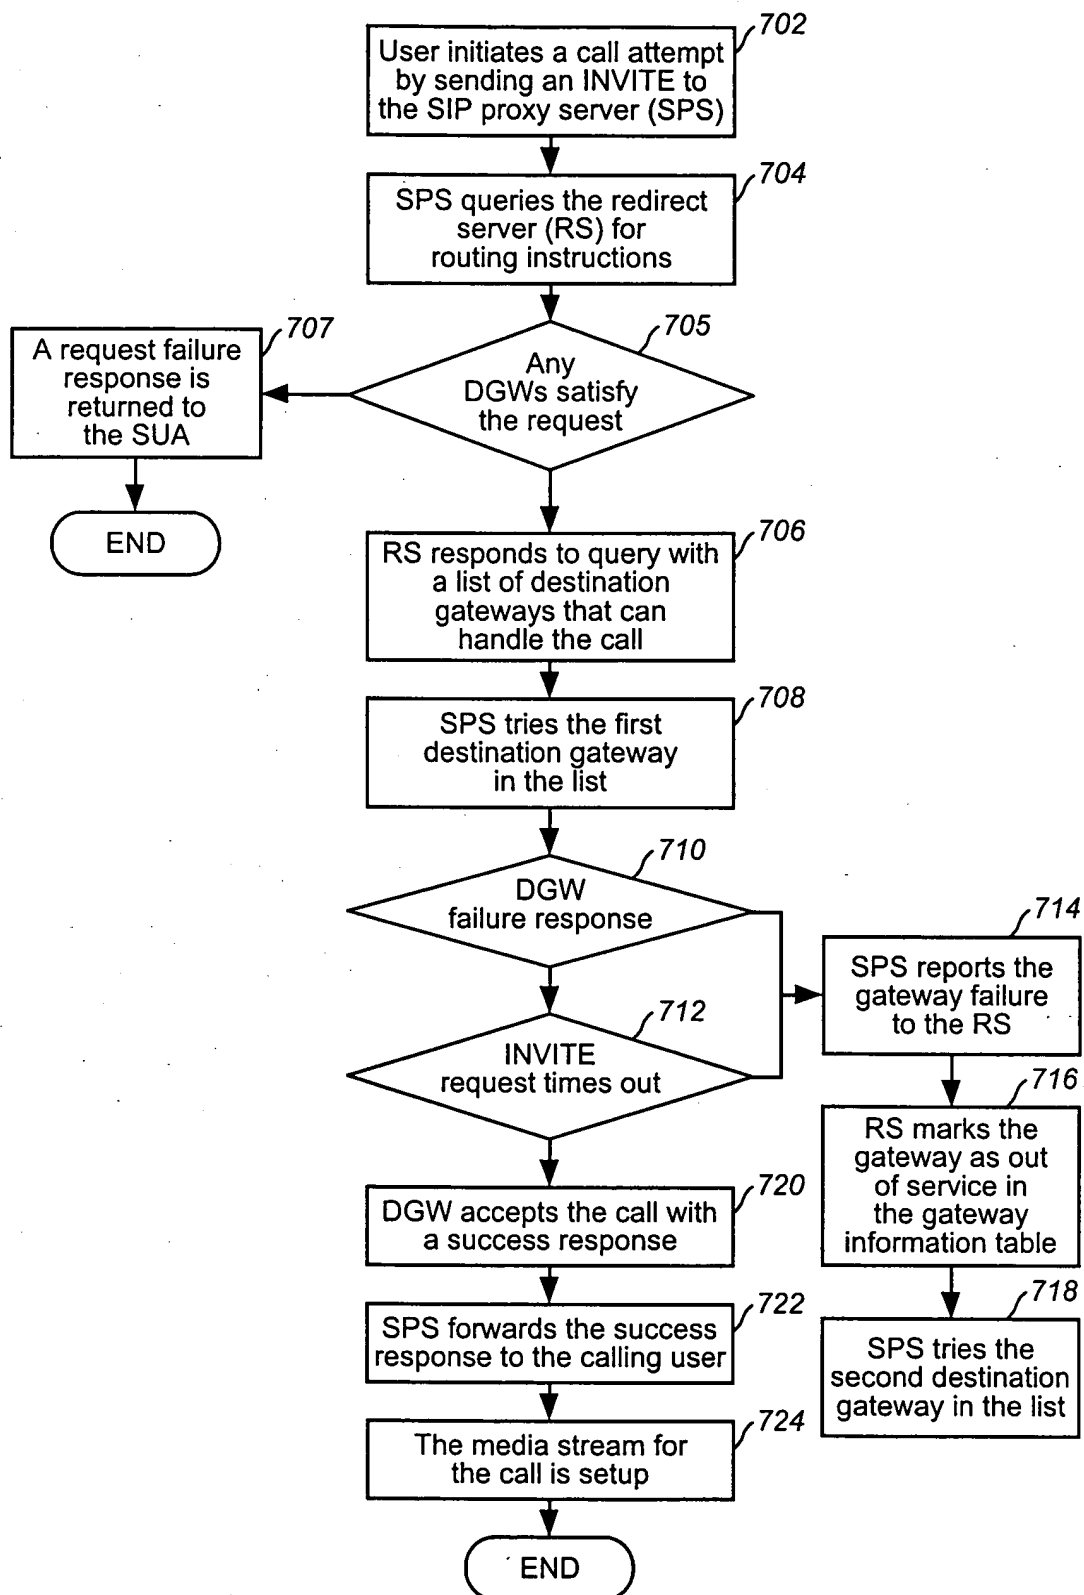 702
User initiates a call attempt
by sending an INVITE to
the SIP proxy server (SPS)
704
SPS queries the redirect
server (RS) for
routing instructions
705
Any
DGWs satisfy
the request
707
A request failure
response is
returned to
the SUA
END
706
RS responds to query with
a list of destination
gateways that can
handle the call
708
SPS tries the first
destination gateway
in the list
710
DGW
failure response
712
INVITE
request times out
714
SPS reports the
gateway failure
to the RS
716
RS marks the
gateway as out
of service in
the gateway
information table
718
SPS tries the
second destination
gateway in the list
720
DGW accepts the call with
a success response
722
SPS forwards the success
response to the calling user
724
The media stream for
the call is setup
END